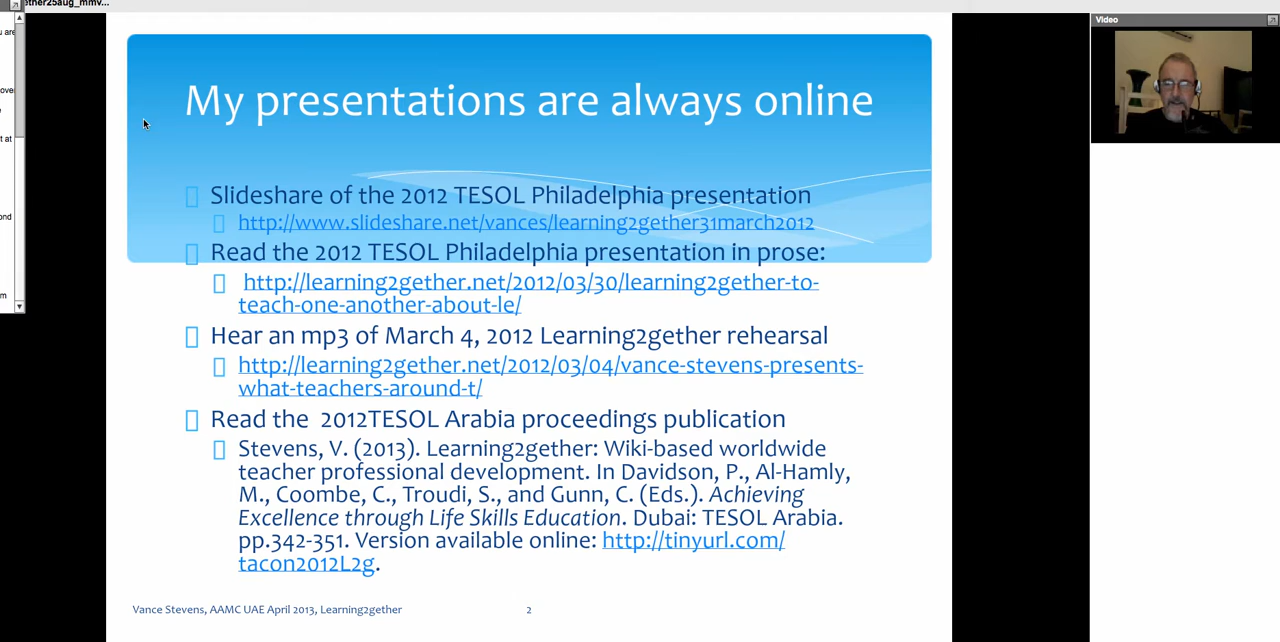 ether25aug_mmv...
Video
u are
ove
t at
ond
m
My presentations are always online
Slideshare of the 2012 TESOL Philadelphia presentation
http://www.slideshare.net/vances/learning2gether31march2012
Read the 2012 TESOL Philadelphia presentation in prose:
http://learning2gether.net/2012/03/30/learning2gether-to-
teach-one-another-about-le/
Hear an mp3 of March 4, 2012 Learning2gether rehearsal
http://learning2gether.net/2012/03/04/vance-stevens-presents-
what-teachers-around-t/
Read the  2012TESOL Arabia proceedings publication
Stevens, V. (2013). Learning2gether: Wiki-based worldwide
teacher professional development. In Davidson, P., Al-Hamly,
M., Coombe, C., Troudi, S., and Gunn, C. (Eds.). Achieving
Excellence through Life Skills Education. Dubai: TESOL Arabia.
pp.342-351. Version available online: http://tinyurl.com/
tacon2012L2g.
Vance Stevens, AAMC UAE April 2013, Learning2gether
2